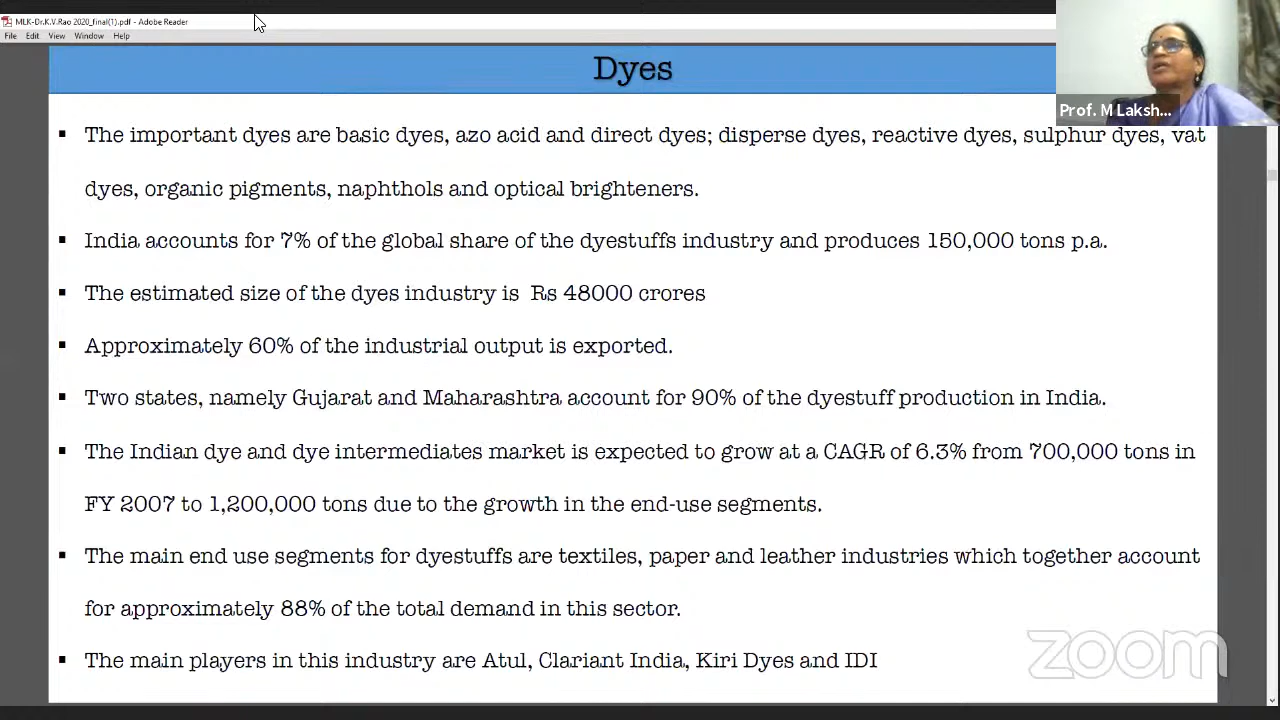 MLK-Dr.K.V.Rao 2020_final(1).pdf - Adobe Reader
File Edit View Window Help
Dyes
Prof. M Laksh...
▪ The important dyes are basic dyes, azo acid and direct dyes; disperse dyes, reactive dyes, sulphur dyes, vat
dyes, organic pigments, naphthols and optical brighteners.
▪ India accounts for 7% of the global share of the dyestuffs industry and produces 150,000 tons p.a.
▪ The estimated size of the dyes industry is Rs 48000 crores
▪ Approximately 60% of the industrial output is exported.
▪ Two states, namely Gujarat and Maharashtra account for 90% of the dyestuff production in India.
▪ The Indian dye and dye intermediates market is expected to grow at a CAGR of 6.3% from 700,000 tons in
FY 2007 to 1,200,000 tons due to the growth in the end-use segments.
▪ The main end use segments for dyestuffs are textiles, paper and leather industries which together account
for approximately 88% of the total demand in this sector.
▪ The main players in this industry are Atul, Clariant India, Kiri Dyes and IDI
zoom